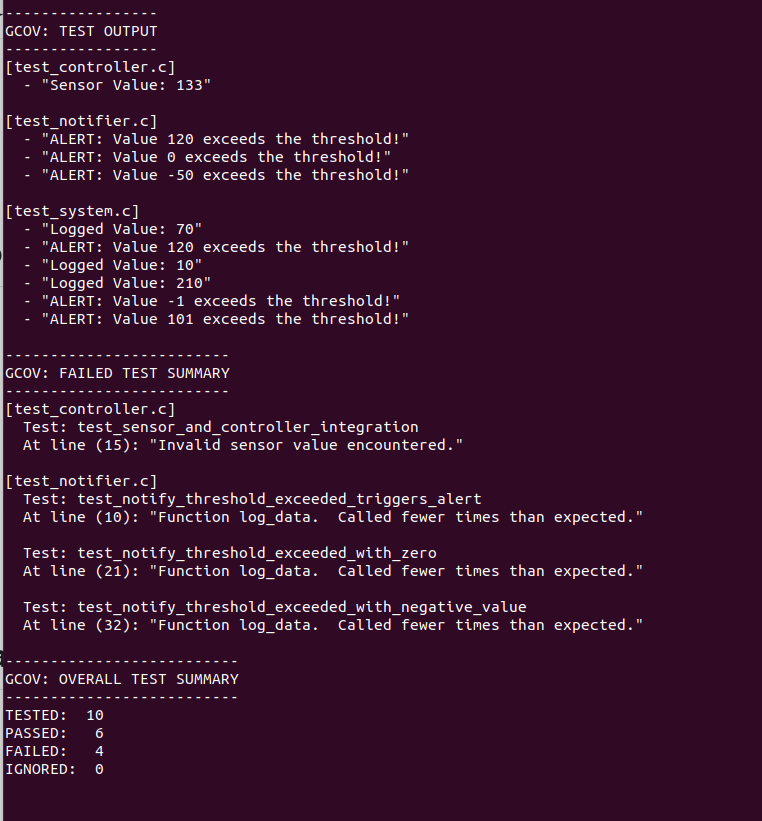 -----------------
GCOV: TEST OUTPUT
-----------------
[test_controller.c]
  - "Sensor Value: 133"

[test_notifier.c]
  - "ALERT: Value 120 exceeds the threshold!"
  - "ALERT: Value 0 exceeds the threshold!"
  - "ALERT: Value -50 exceeds the threshold!"

[test_system.c]
  - "Logged Value: 70"
  - "ALERT: Value 120 exceeds the threshold!"
  - "Logged Value: 10"
  - "Logged Value: 210"
  - "ALERT: Value -1 exceeds the threshold!"
  - "ALERT: Value 101 exceeds the threshold!"

-------------------------
GCOV: FAILED TEST SUMMARY
-------------------------
[test_controller.c]
  Test: test_sensor_and_controller_integration
  At line (15): "Invalid sensor value encountered."

[test_notifier.c]
  Test: test_notify_threshold_exceeded_triggers_alert
  At line (10): "Function log_data.  Called fewer times than expected."

  Test: test_notify_threshold_exceeded_with_zero
  At line (21): "Function log_data.  Called fewer times than expected."

  Test: test_notify_threshold_exceeded_with_negative_value
  At line (32): "Function log_data.  Called fewer times than expected."

--------------------------
GCOV: OVERALL TEST SUMMARY
--------------------------
TESTED:  10
PASSED:   6
FAILED:   4
IGNORED:  0